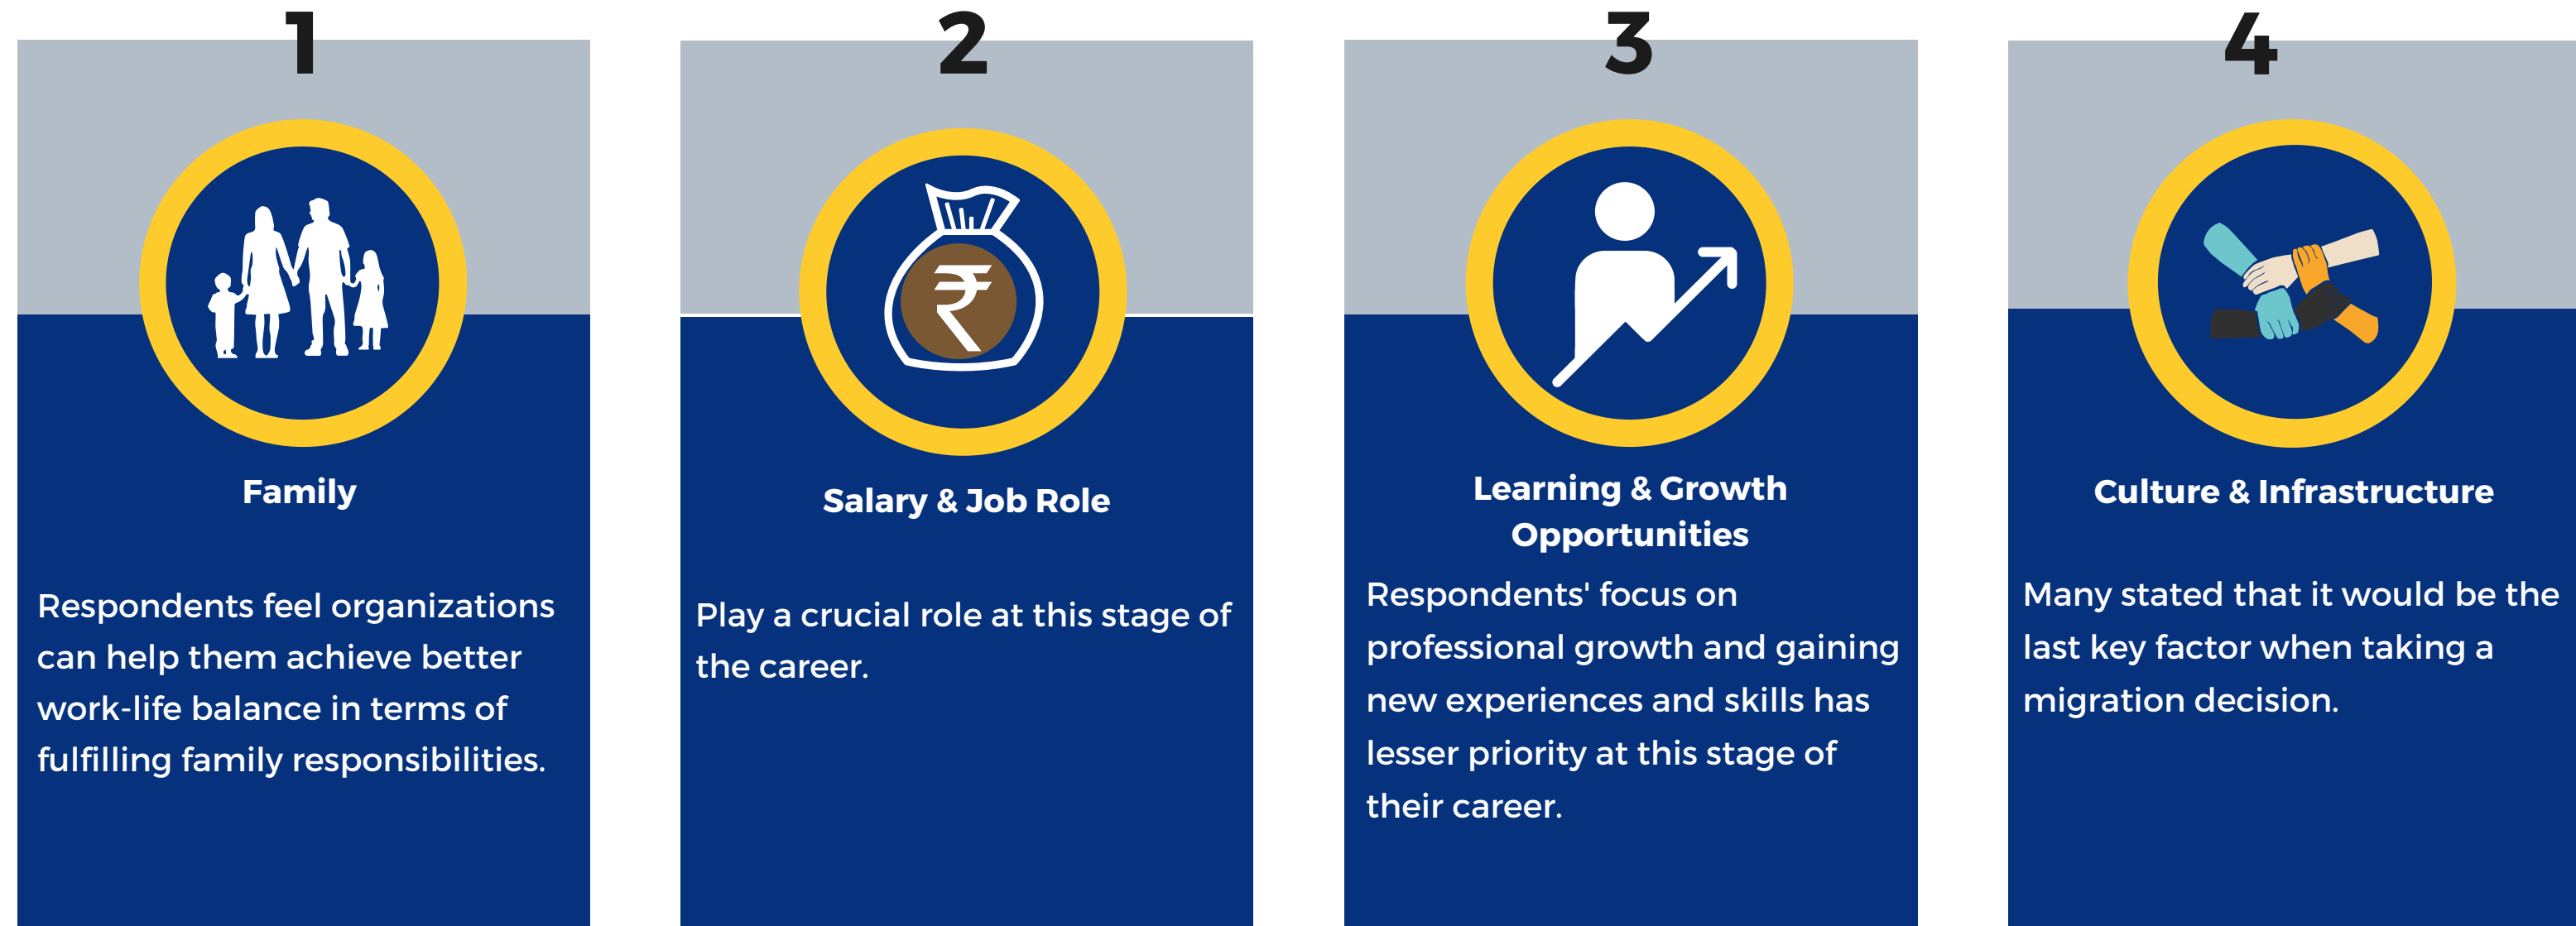 1
Family
Respondents feel organizations
can help them achieve better
work-life balance in terms of
fulfilling family responsibilities.
2
₹
Salary & Job Role
Play a crucial role at this stage of
the career.
3
Learning & Growth
Opportunities
Respondents' focus on
professional growth and gaining
new experiences and skills has
lesser priority at this stage of
their career.
4
Culture & Infrastructure
Many stated that it would be the
last key factor when taking a
migration decision.